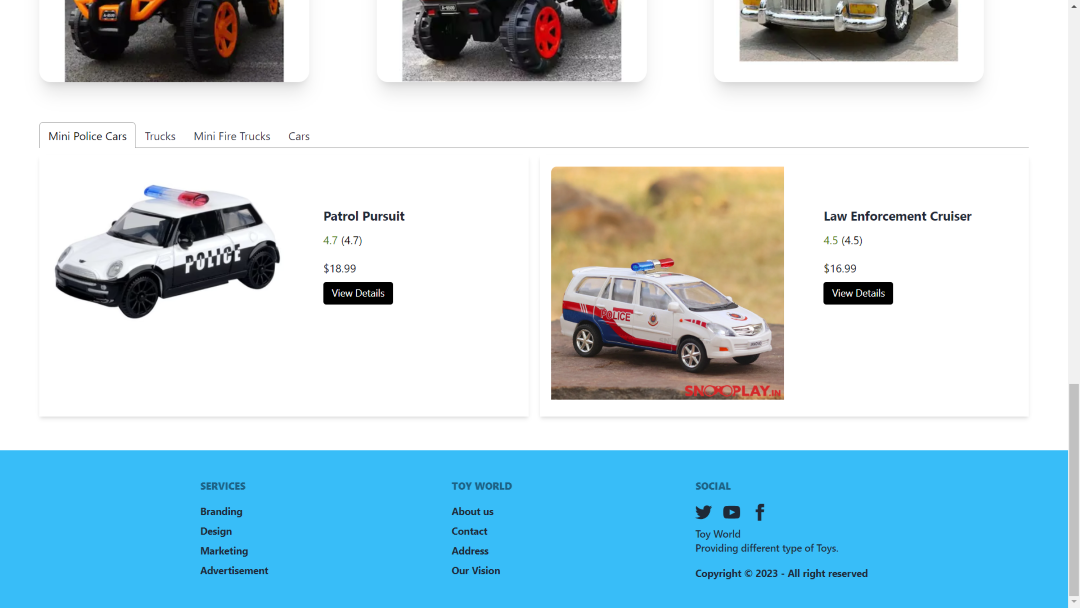 Mini Police Cars
Trucks
Mini Fire Trucks
Cars
POLICE
Patrol Pursuit
4.7 (4.7)
$18.99
View Details
POLICE
SNOOPLAY.IN
Law Enforcement Cruiser
4.5 (4.5)
$16.99
View Details
SERVICES
Branding
Design
Marketing
Advertisement
TOY WORLD
About us
Contact
Address
Our Vision
SOCIAL
Toy World
Providing different type of Toys.
Copyright © 2023 - All right reserved